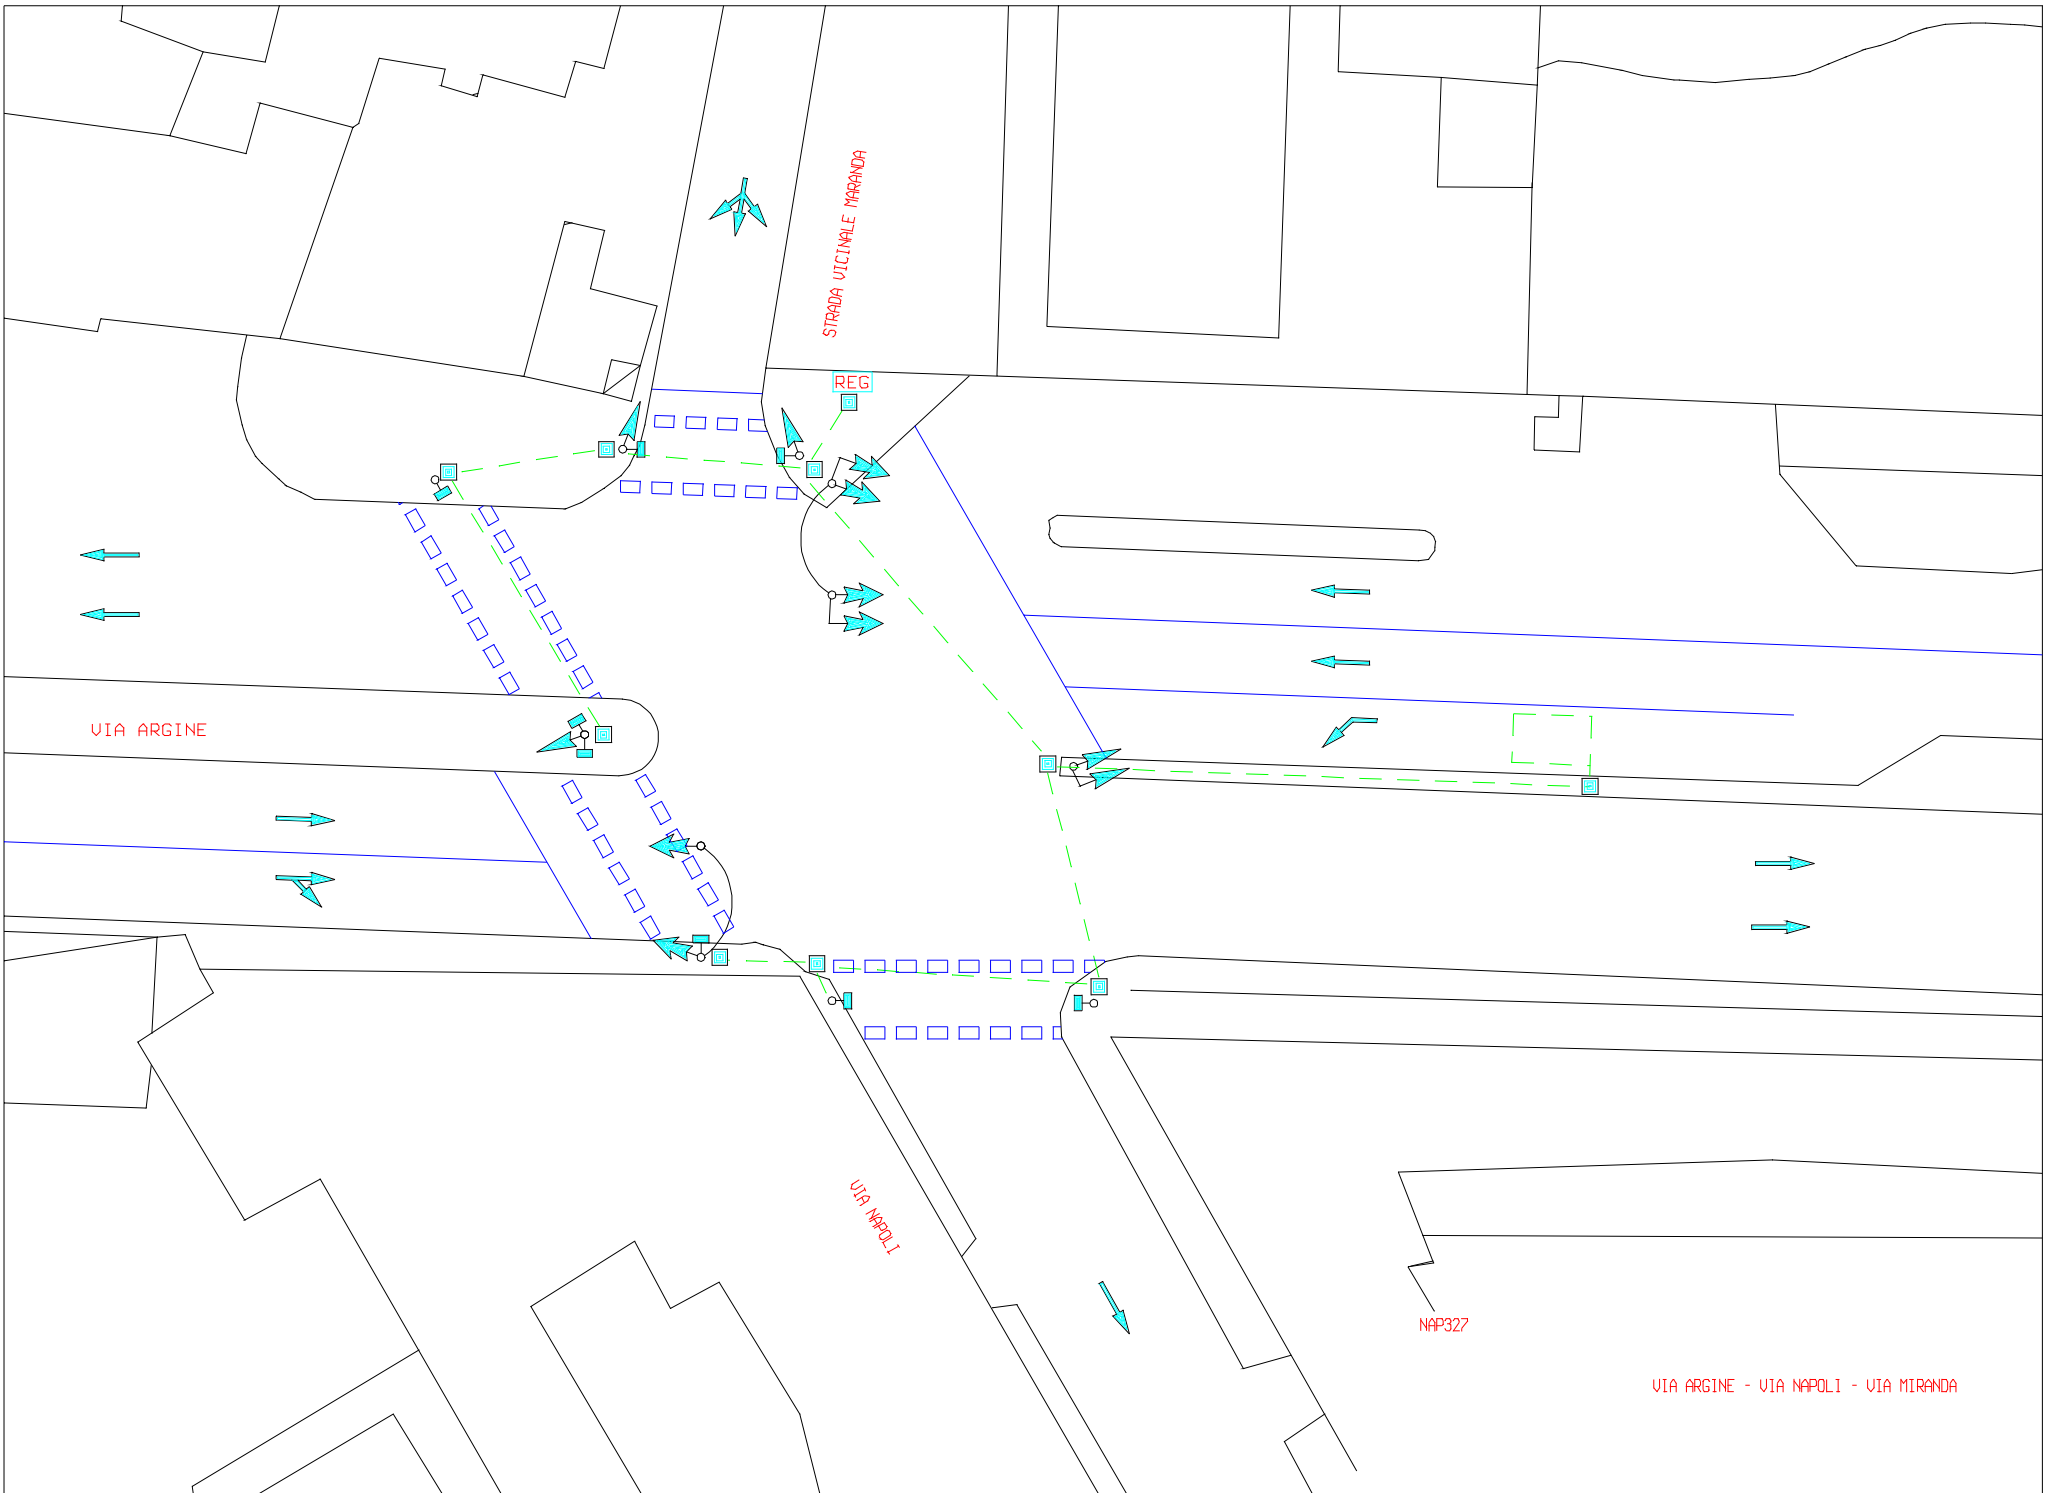 STRADA VICINALE MARANDA
REG
VIA ARGINE
VIA NAPOLI
NAP327
VIA ARGINE - VIA NAPOLI - VIA MIRANDA